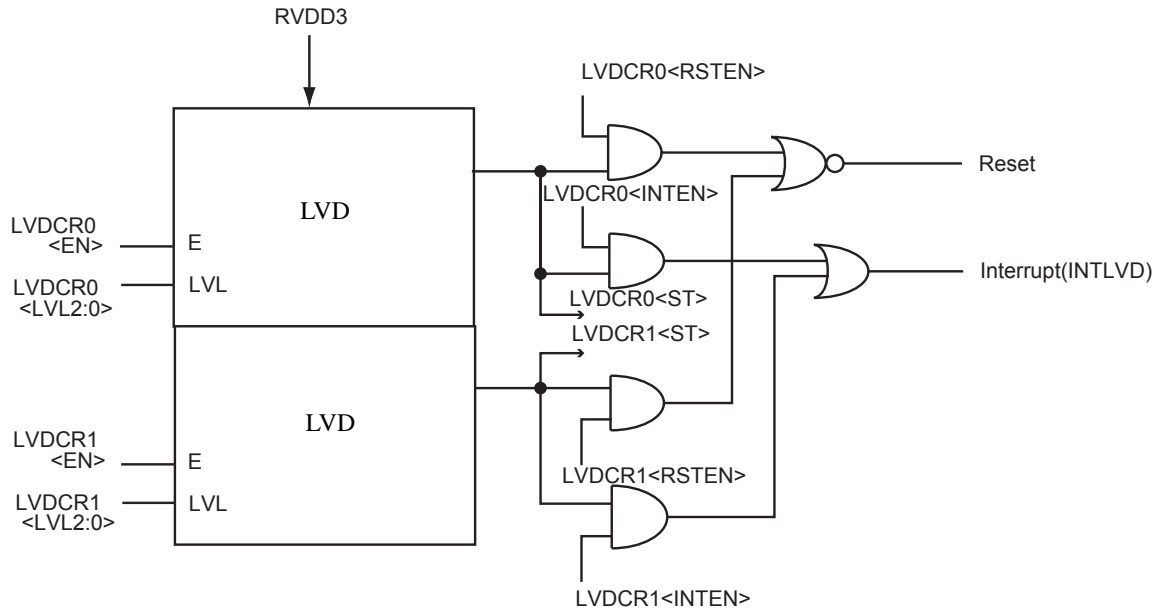 RVDD3
LVDCR0<RSTEN>
Reset
LVDCR0<INTEN>
LVD
LVDCR0
<EN>
E
Interrupt(INTLVD)
LVDCR0
<LVL2:0>
LVL
LVDCR0<ST>
LVDCR1<ST>
LVD
LVDCR1
<EN>
E
LVDCR1<RSTEN>
LVDCR1
<LVL2:0>
LVL
LVDCR1<INTEN>